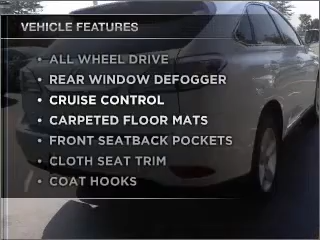 VEHICLE FEATURES
• ALL WHEEL DRIVE
• REAR WINDOW DEFOGGER
• CRUISE CONTROL
• CARPETED FLOOR MATS
• FRONT SEATBACK POCKETS
• CLOTH SEAT TRIM
• COAT HOOKS